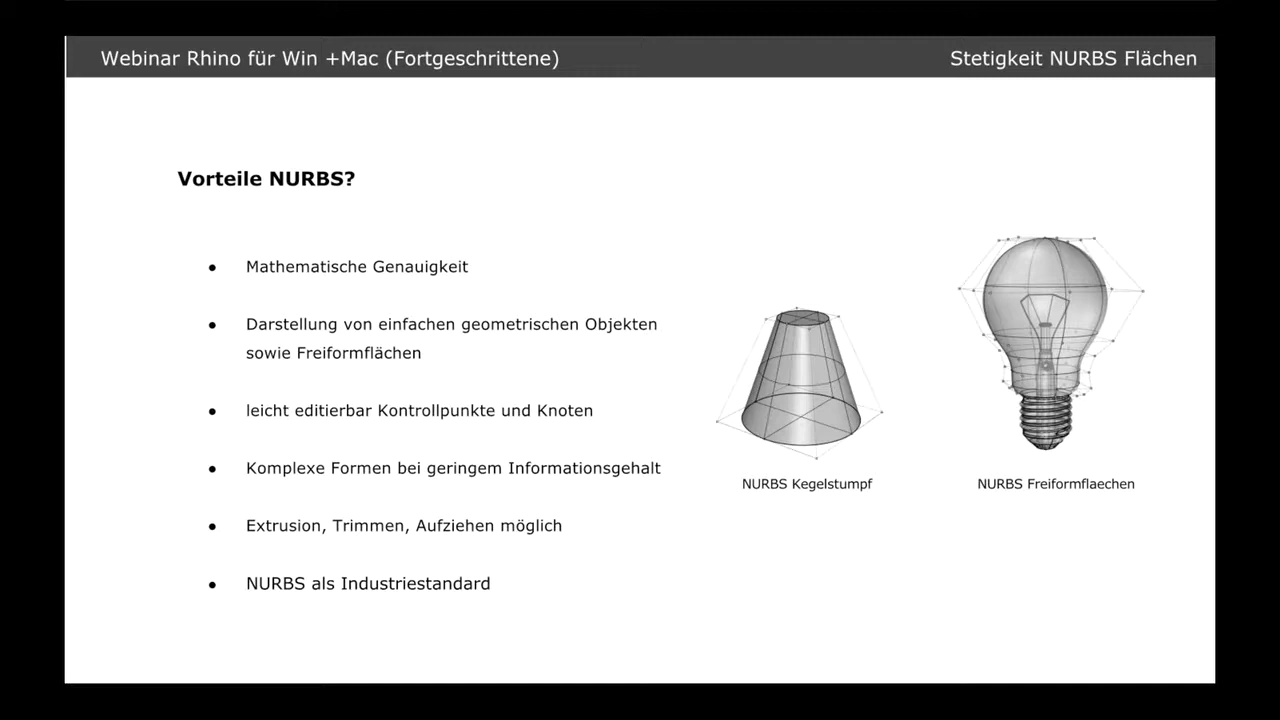 Webinar Rhino für Win +Mac (Fortgeschrittene)
Stetigkeit NURBS Flächen
Vorteile NURBS?
● Mathematische Genauigkeit
● Darstellung von einfachen geometrischen Objekten
sowie Freiformflächen
● leicht editierbar Kontrollpunkte und Knoten
● Komplexe Formen bei geringem Informationsgehalt
● Extrusion, Trimmen, Aufziehen möglich
● NURBS als Industriestandard
NURBS Kegelstumpf
NURBS Freiformflaechen